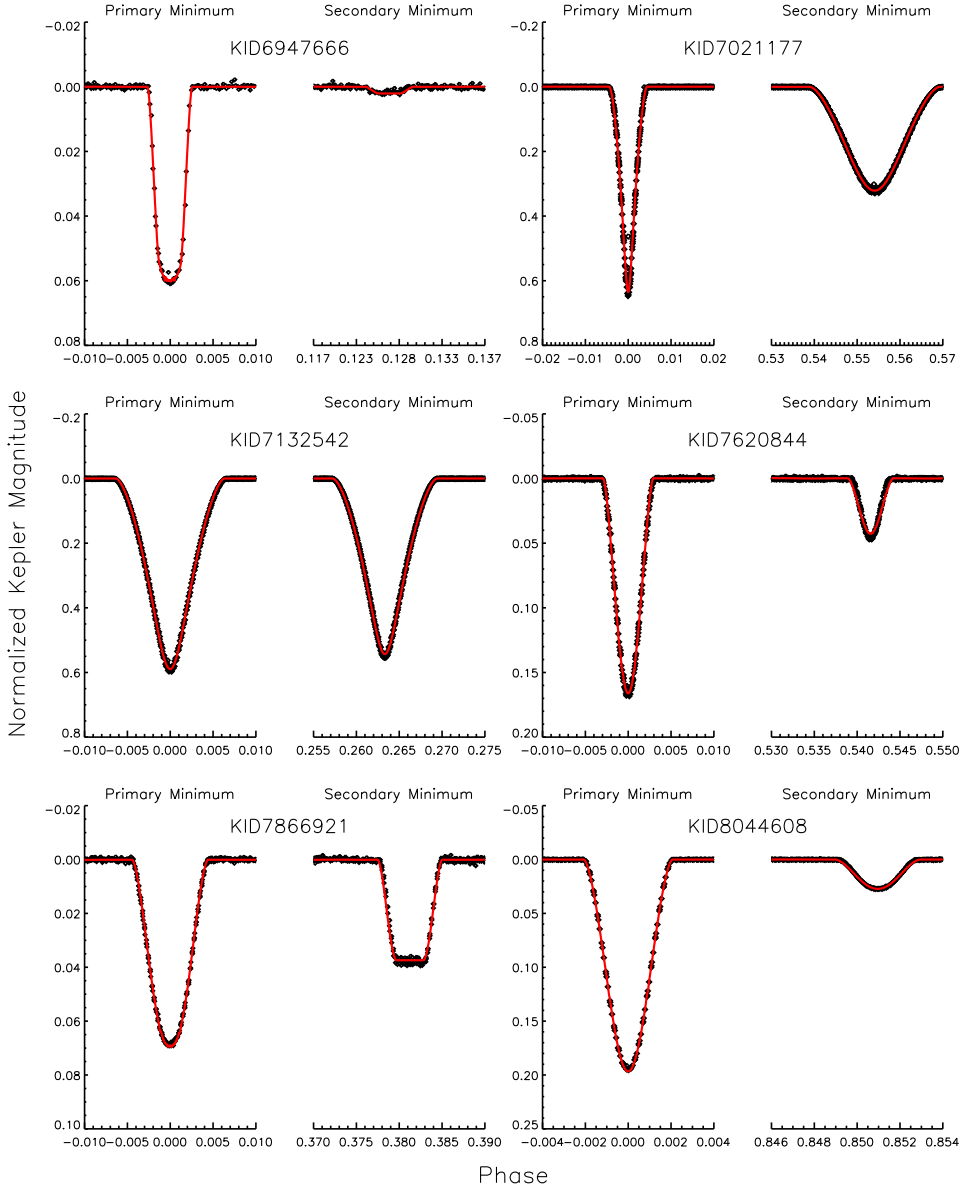 Primary Minimum Secondary Minimum Primary Minimum Secondary Minimum
KID6947666 KID7021177
−0.02 −0.2
0.00 0.0
0.02 0.2
0.04 0.4
0.06 0.6
0.08 0.8
−0.010 −0.005 0.000 0.005 0.010 0.117 0.123 0.128 0.133 0.137 −0.02 −0.01 0.00 0.01 0.02 0.53 0.54 0.55 0.56 0.57
Primary Minimum Secondary Minimum Primary Minimum Secondary Minimum
KID7132542 KID7620844
−0.2 −0.05
0.0 0.00
0.2 0.05
0.4 0.10
0.6 0.15
0.8 0.20
−0.010 −0.005 0.000 0.005 0.010 0.255 0.260 0.265 0.270 0.275 −0.010 −0.005 0.000 0.005 0.010 0.530 0.535 0.540 0.545 0.550
Normalized Kepler Magnitude
Primary Minimum Secondary Minimum Primary Minimum Secondary Minimum
KID7866921 KID8044608
−0.02 −0.05
0.00 0.00
0.02 0.05
0.04 0.10
0.06 0.15
0.08 0.20
0.10 0.25
−0.010 −0.005 0.000 0.005 0.010 0.370 0.375 0.380 0.385 0.390 −0.004 −0.002 0.000 0.002 0.004 0.846 0.848 0.850 0.852 0.854
Phase